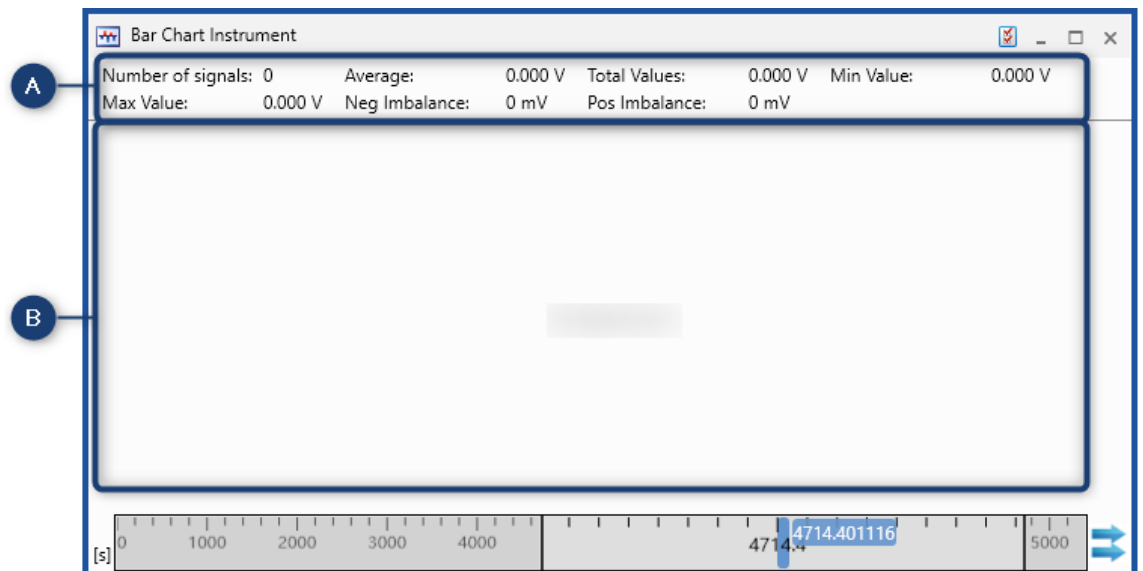 Bar Chart Instrument
A
Number of signals: 0 Average: 0.000 V Total Values: 0.000 V Min Value: 0.000 V
Max Value: 0.000 V Neg Imbalance: 0 mV Pos Imbalance: 0 mV
B
[s] 0 1000 2000 3000 4000 4714.4 4714.401116 5000